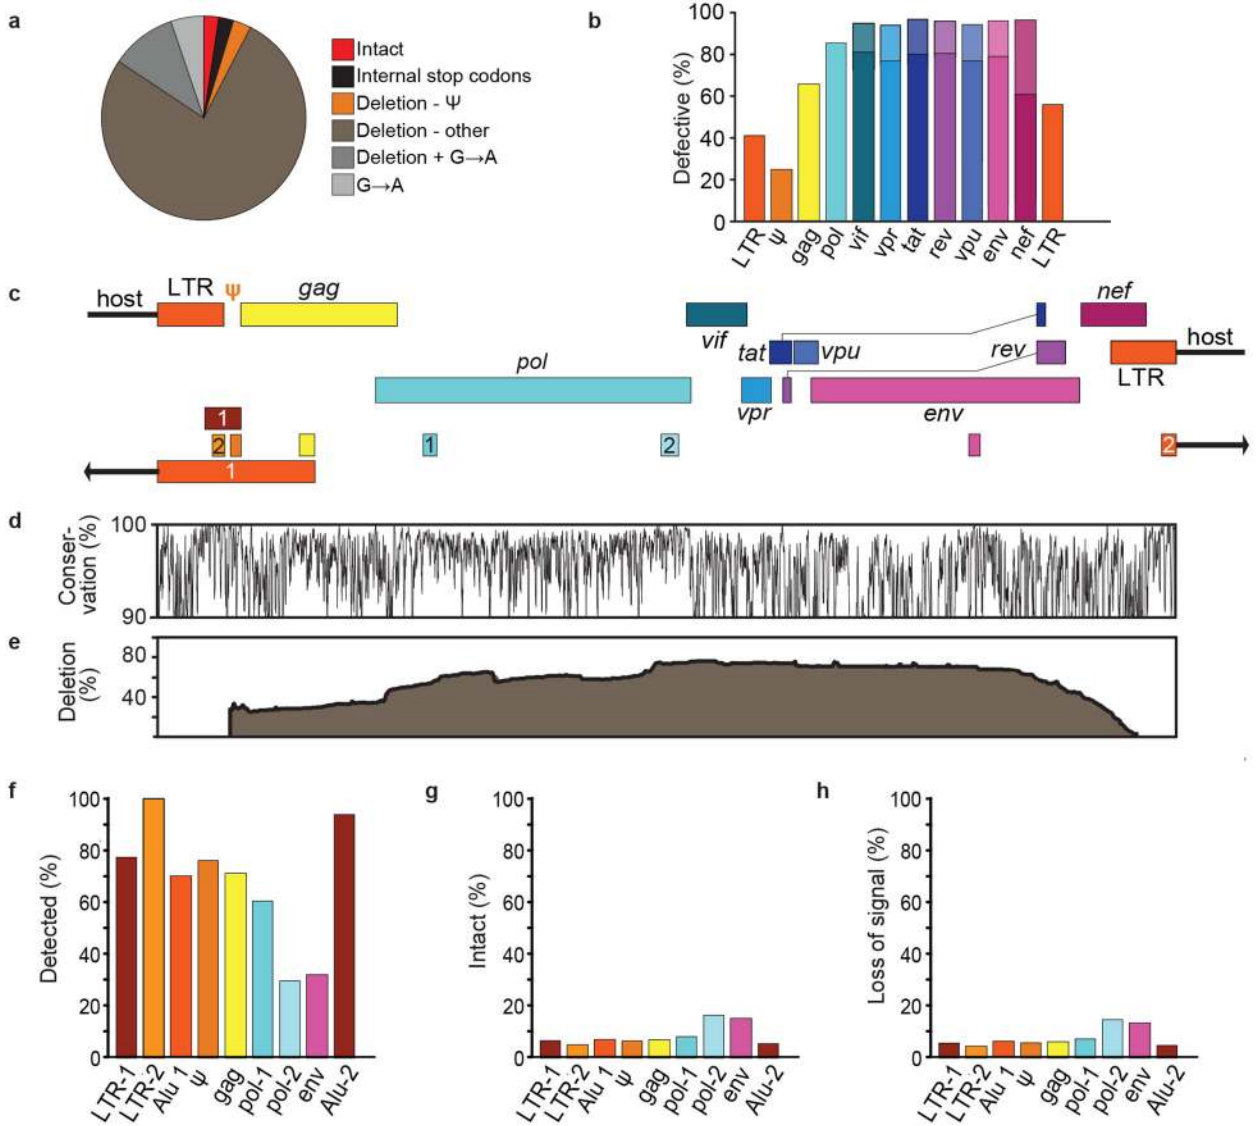 a
Intact
Internal stop codons
Deletion - Ψ
Deletion - other
Deletion + G→A
G→A
b
Defective (%)
100
80
60
40
20
0
LTR
Ψ
gag
pol
vif
vpr
tat
rev
vpu
env
nef
LTR
c
host
LTR
Ψ
gag
vif
nef
host
tat
vpu
rev
LTR
pol
vpr
env
1
2
1
2
2
1
d
Conser-
vation (%)
100
90
e
Deletion
(%)
80
40
f
Detected (%)
100
80
60
40
20
0
LTR-1
LTR-2
Alu 1
Ψ
gag
pol-1
pol-2
env
Alu-2
g
Intact (%)
100
80
60
40
20
0
LTR-1
LTR-2
Alu 1
Ψ
gag
pol-1
pol-2
env
Alu-2
h
Loss of signal (%)
100
80
60
40
20
0
LTR-1
LTR-2
Alu 1
Ψ
gag
pol-1
pol-2
env
Alu-2